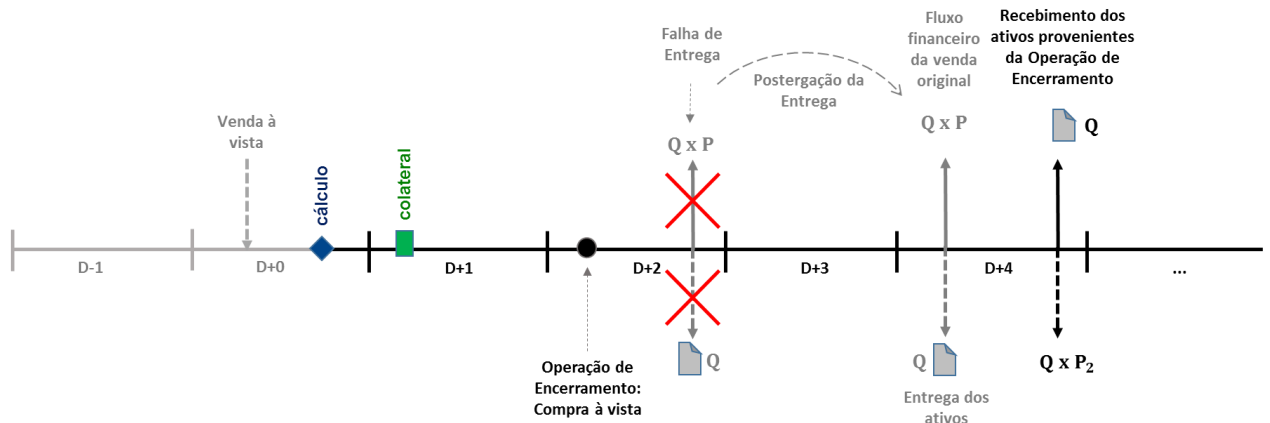 Venda à
vista
cálculo
colateral
Falha de
Entrega
Postergação da
Entrega
Fluxo
financeiro
da venda
original
Recebimento dos
ativos provenientes
da Operação de
Encerramento
Q x P
Q x P
Q
D-1
D+0
D+1
D+2
D+3
D+4
...
Operação de
Encerramento:
Compra à vista
Q
Q
Entrega dos
ativos
Q x P₂